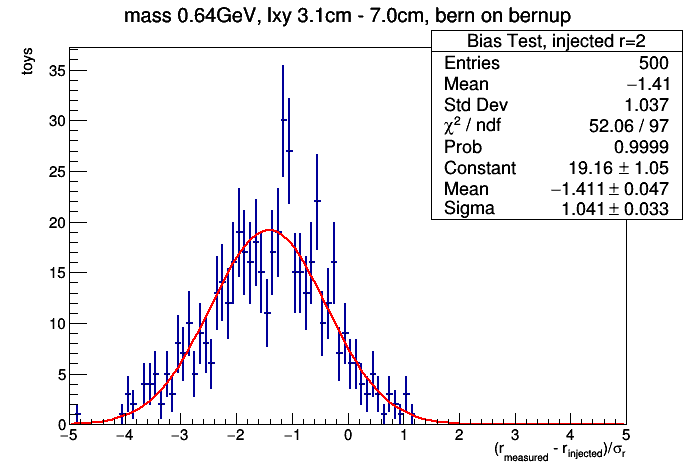 mass 0.64GeV, lxy 3.1cm - 7.0cm, bern on bernup
Bias Test, injected r=2
Entries 500
Mean −1.41
Std Dev 1.037
χ² / ndf 52.06 / 97
Prob 0.9999
Constant 19.16 ± 1.05
Mean −1.411 ± 0.047
Sigma 1.041 ± 0.033
toys
35
30
25
20
15
10
5
0
−5 −4 −3 −2 −1 0 1 2 3 4 5
(r_measured - r_injected)/σ_r